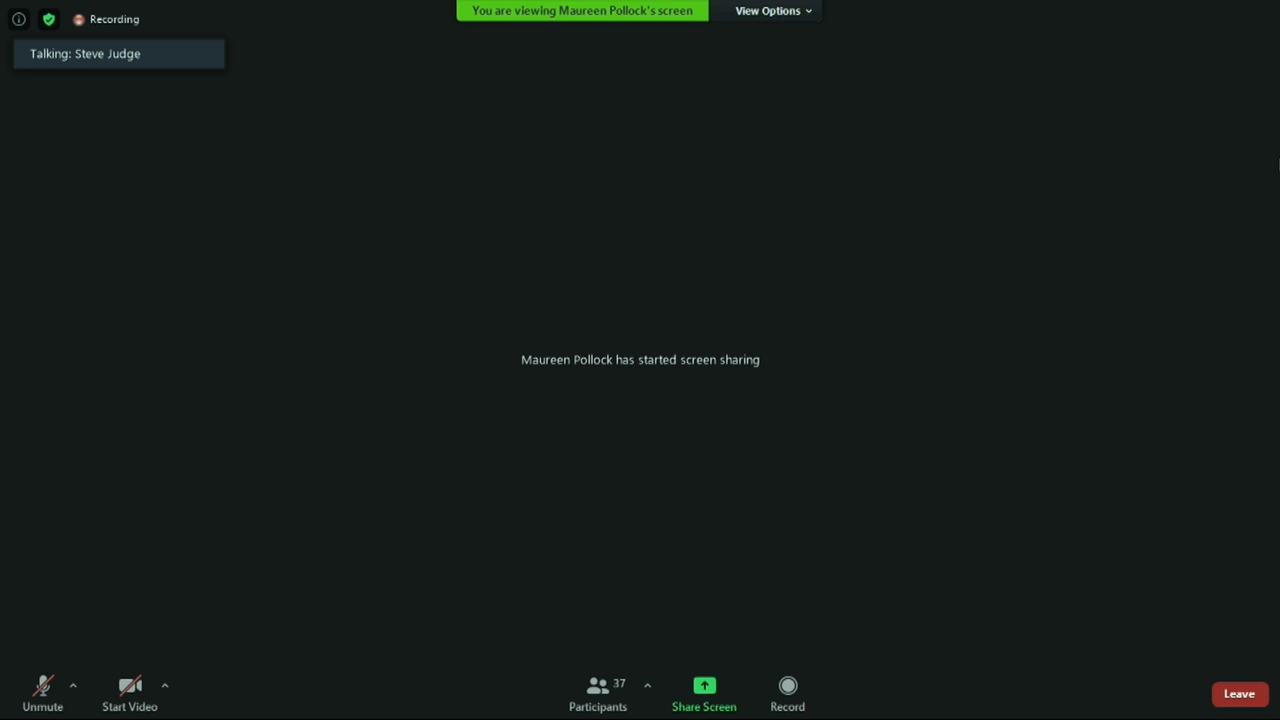 Recording
You are viewing Maureen Pollock's screen
View Options
Talking: Steve Judge
Maureen Pollock has started screen sharing
Unmute
Start Video
37
Participants
Share Screen
Record
Leave